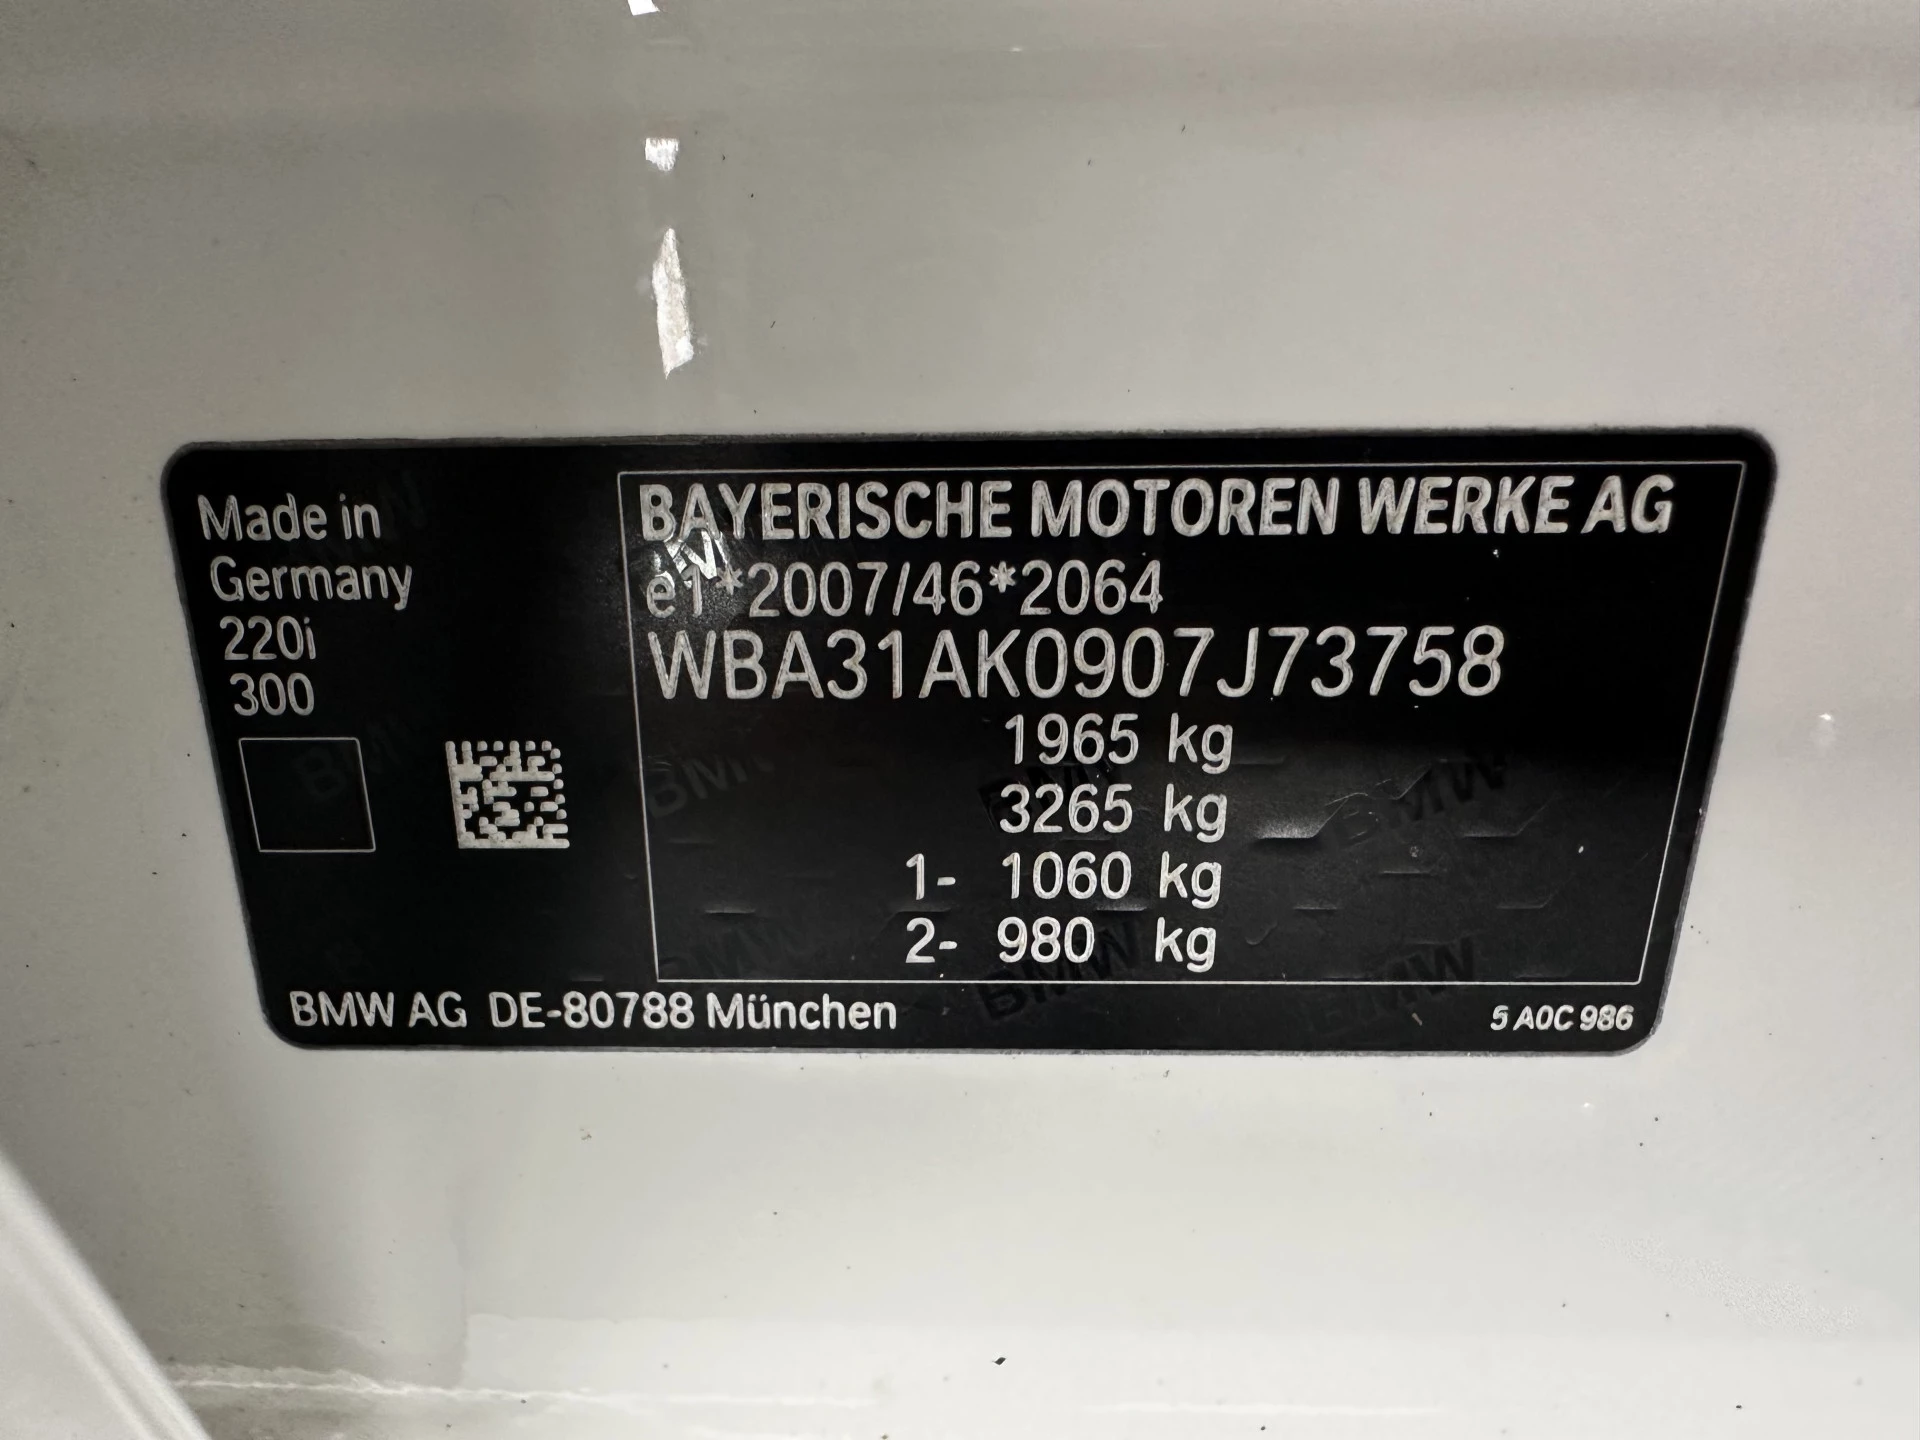 Made in
Germany
220i
300
BAYERISCHE MOTOREN WERKE AG
e1*2007/46*2064
WBA31AK0907J73758
1965 kg
3265 kg
1- 1060 kg
2- 980 kg
BMW AG DE-80788 München
5 A0C 986